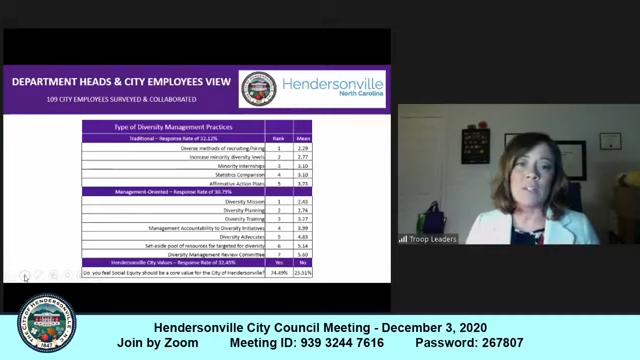 DEPARTMENT HEADS & CITY EMPLOYEES VIEW
109 CITY EMPLOYEES SURVEYED & COLLABORATED
Hendersonville
North Carolina
Type of Diversity Management Practices
Traditional – Response Rate of 32.12% Rank Mean
Diverse methods of recruiting/hiring 1 2.29
Increase minority diversity levels 2 2.77
Minority Internships 3 3.10
Statistics Comparison 4 3.10
Affirmative Action Plans 5 3.73
Management-Oriented – Response Rate of 30.79%
Diversity Mission 1 2.43
Diversity Planning 2 2.74
Diversity Training 3 3.27
Management Accountability to Diversity Initiatives 4 3.99
Diversity Advocates 5 4.83
Set-aside pool of resources for targeted for diversity 6 5.14
Diversity Management Review Committee 7 5.60
Hendersonville City Values – Response Rate of 32.45% Yes No
Do you feel Social Equity should be a core value for the City of Hendersonville? 74.49% 25.51%
Troop Leaders
Hendersonville City Council Meeting - December 3, 2020
Join by Zoom Meeting ID: 939 3244 7616 Password: 267807